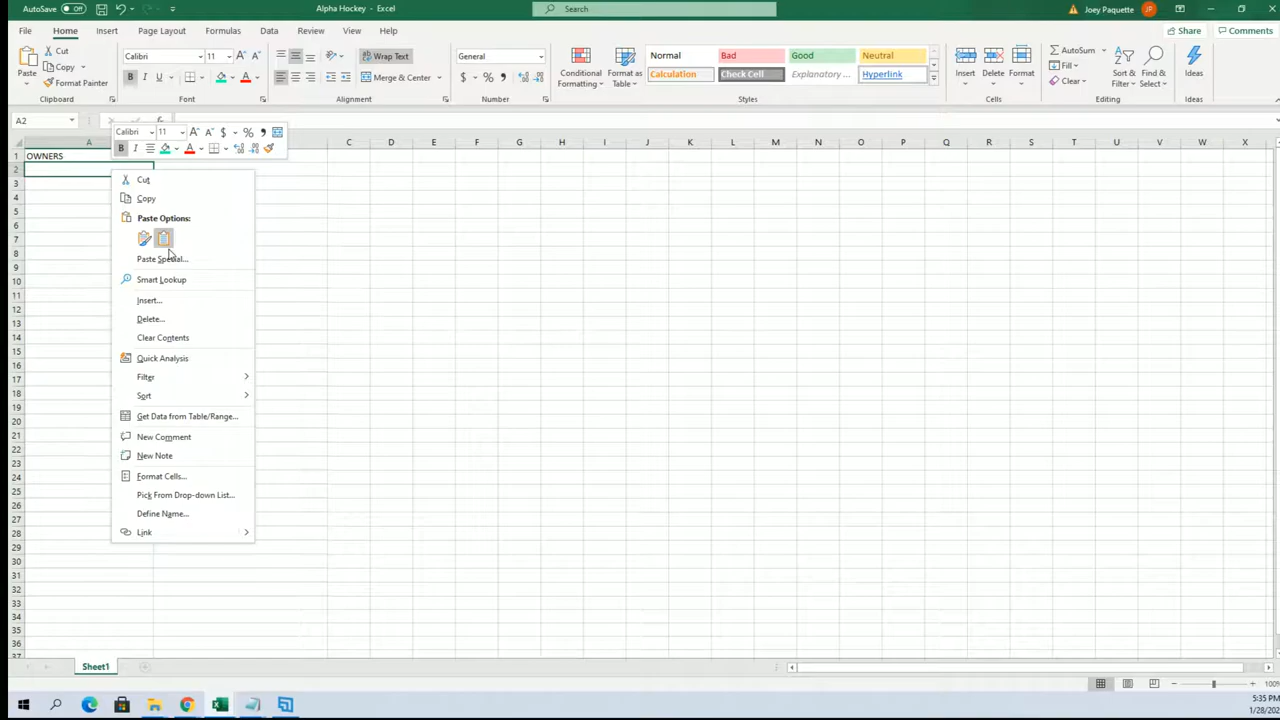 AutoSave Off Alpha Hockey - Excel Search Joey Paquette JP
File Home Insert Page Layout Formulas Data Review View Help Share Comments
Cut Calibri 11 Wrap Text General Normal Bad Good Neutral AutoSum
Paste Copy Conditional Formatting Format as Table Calculation Check Cell Explanatory ... Hyperlink Insert Delete Format Fill Sort & Filter Find & Select Ideas
Format Painter Merge & Center Clear
Clipboard Font Alignment Number Styles Cells Editing Ideas
A2
Calibri 11
A C D E F G H I J K L M N O P Q R S T U V W X
1 OWNERS
2
3
4
5
6
7
8
9
10
11
12
13
14
15
16
17
18
19
20
21
22
23
24
25
26
27
28
29
30
31
32
33
34
35
36
37
Cut
Copy
Paste Options:
Paste Special...
Smart Lookup
Insert...
Delete...
Clear Contents
Quick Analysis
Filter
Sort
Get Data from Table/Range...
New Comment
New Note
Format Cells...
Pick From Drop-down List...
Define Name...
Link
Sheet1
100%
5:35 PM
1/28/202